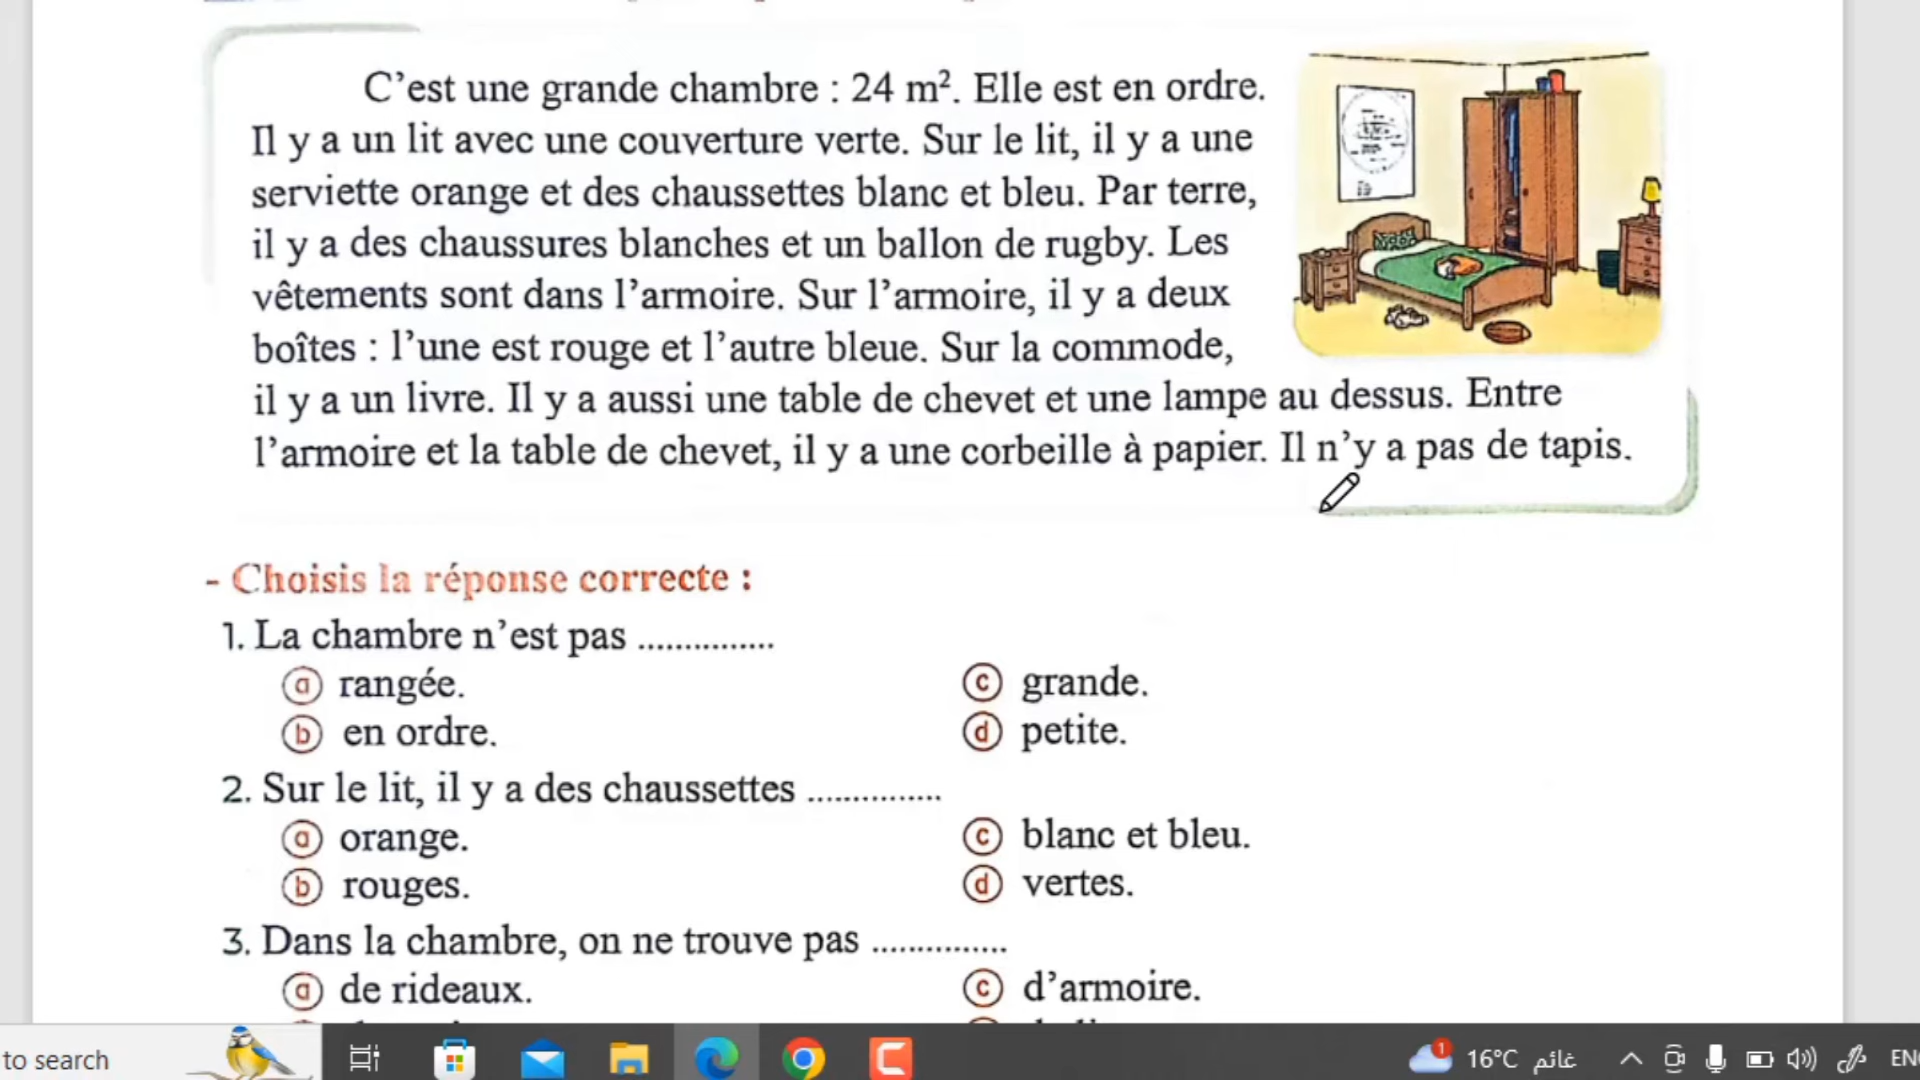 C’est une grande chambre : 24 m². Elle est en ordre.
Il y a un lit avec une couverture verte. Sur le lit, il y a une
serviette orange et des chaussettes blanc et bleu. Par terre,
il y a des chaussures blanches et un ballon de rugby. Les
vêtements sont dans l’armoire. Sur l’armoire, il y a deux
boîtes : l’une est rouge et l’autre bleue. Sur la commode,
il y a un livre. Il y a aussi une table de chevet et une lampe au dessus. Entre
l’armoire et la table de chevet, il y a une corbeille à papier. Il n’y a pas de tapis.
- Choisis la réponse correcte :
1. La chambre n’est pas ...............
a rangée.
c grande.
b en ordre.
d petite.
2. Sur le lit, il y a des chaussettes ...............
a orange.
c blanc et bleu.
b rouges.
d vertes.
3. Dans la chambre, on ne trouve pas ...............
a de rideaux.
c d’armoire.
to search
1
16°C غائم
ENG